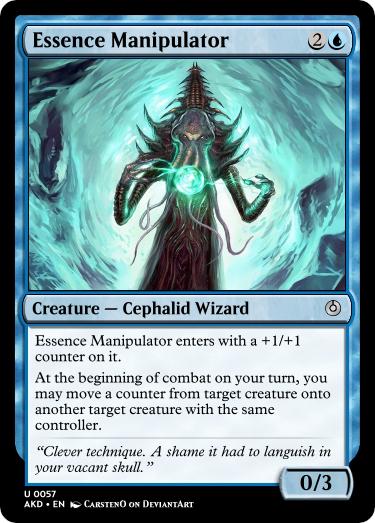 Essence Manipulator 2
Creature — Cephalid Wizard
Essence Manipulator enters with a +1/+1
counter on it.
At the beginning of combat on your turn, you
may move a counter from target creature onto
another target creature with the same
controller.
“Clever technique. A shame it had to languish in
your vacant skull.”
0/3
U 0057
AKD • EN CarstenO on DeviantArt